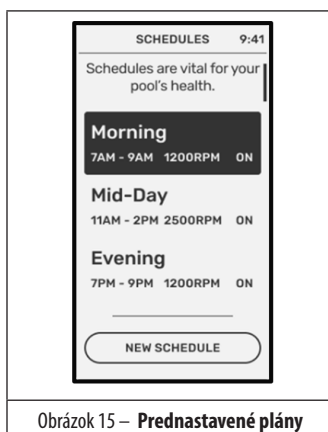 SCHEDULES 9:41
Schedules are vital for your
pool's health.
Morning
7AM - 9AM 1200RPM ON
Mid-Day
11AM - 2PM 2500RPM ON
Evening
7PM - 9PM 1200RPM ON
NEW SCHEDULE
Obrázok 15 – Prednastavené plány